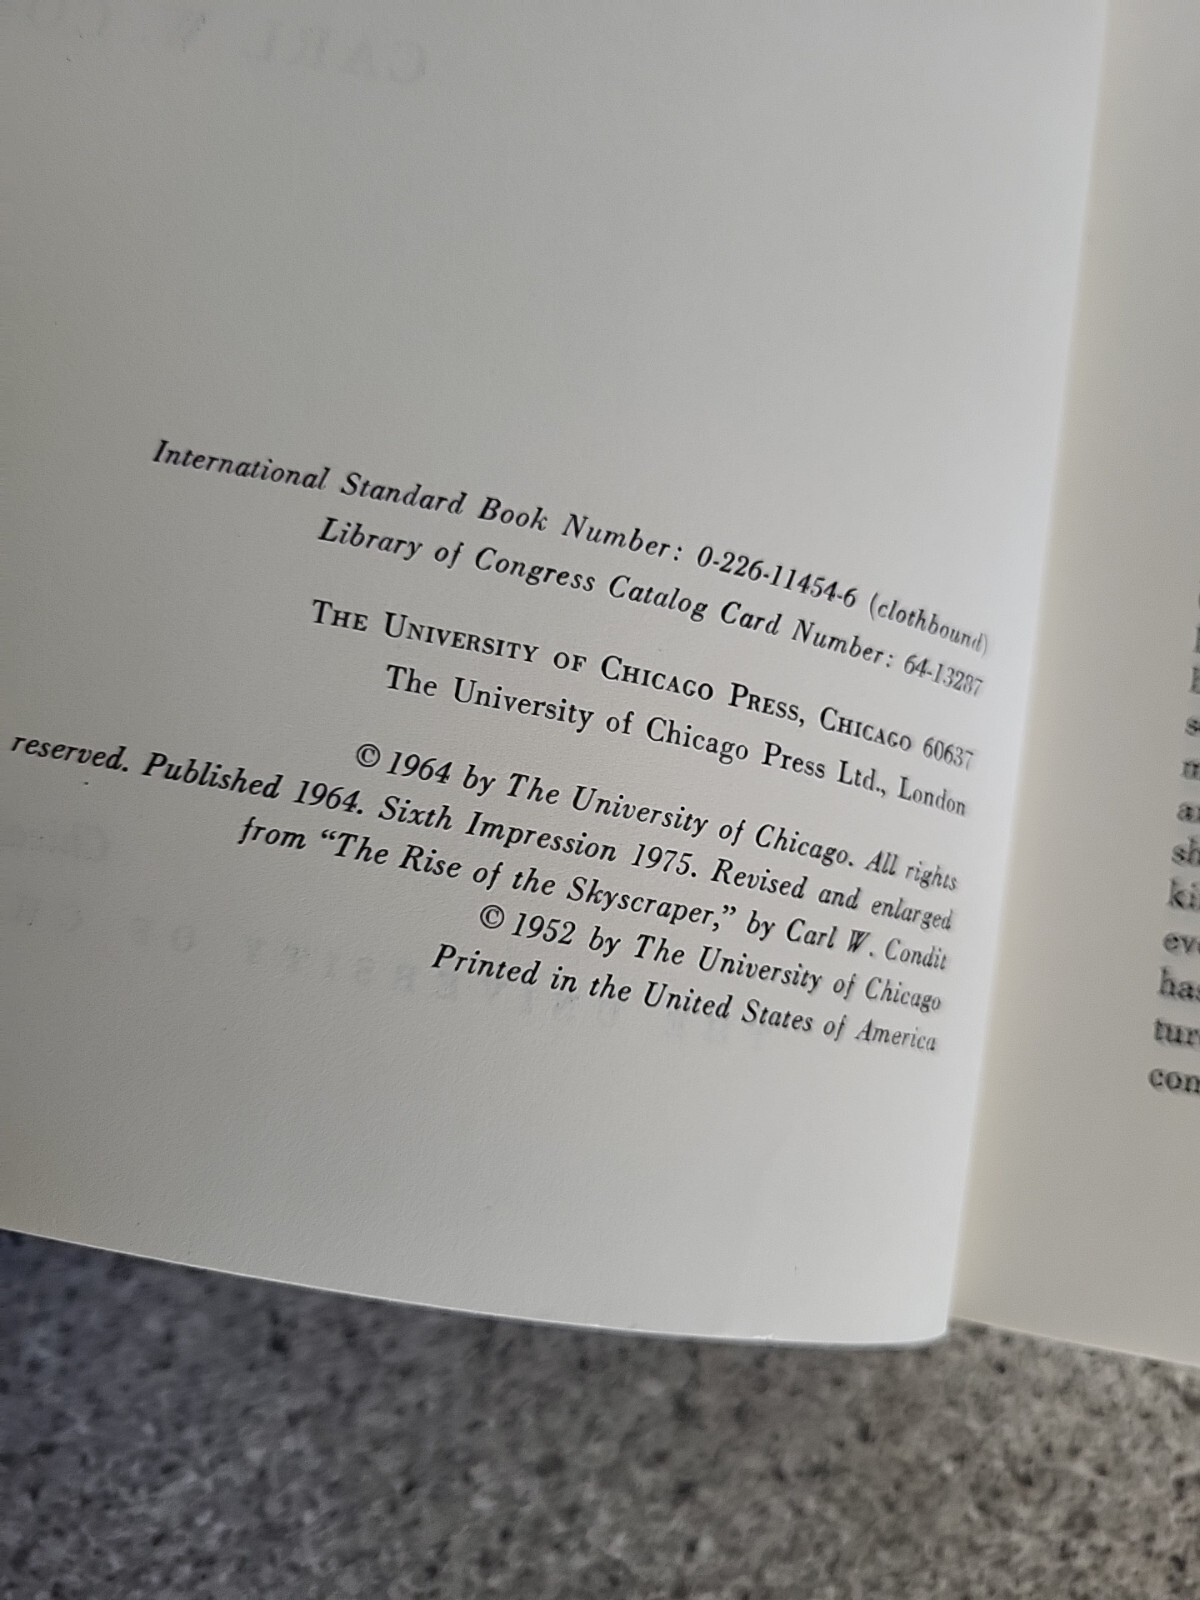 International Standard Book Number: 0-226-11454-6 (clothbound)
Library of Congress Catalog Card Number: 64-13287
THE UNIVERSITY OF CHICAGO PRESS, CHICAGO 60637
The University of Chicago Press Ltd., London
© 1964 by The University of Chicago. All rights
reserved. Published 1964. Sixth Impression 1975. Revised and enlarged
from “The Rise of the Skyscraper,” by Carl W. Condit
© 1952 by The University of Chicago
Printed in the United States of America